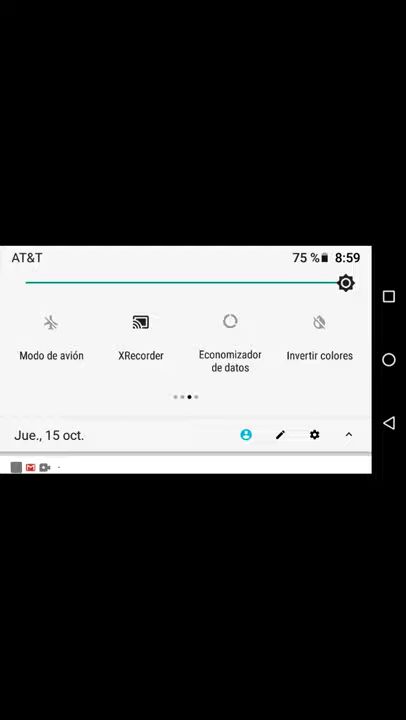 AT&T 75 % 8:59
Modo de avión XRecorder Economizador de datos Invertir colores
Jue., 15 oct.